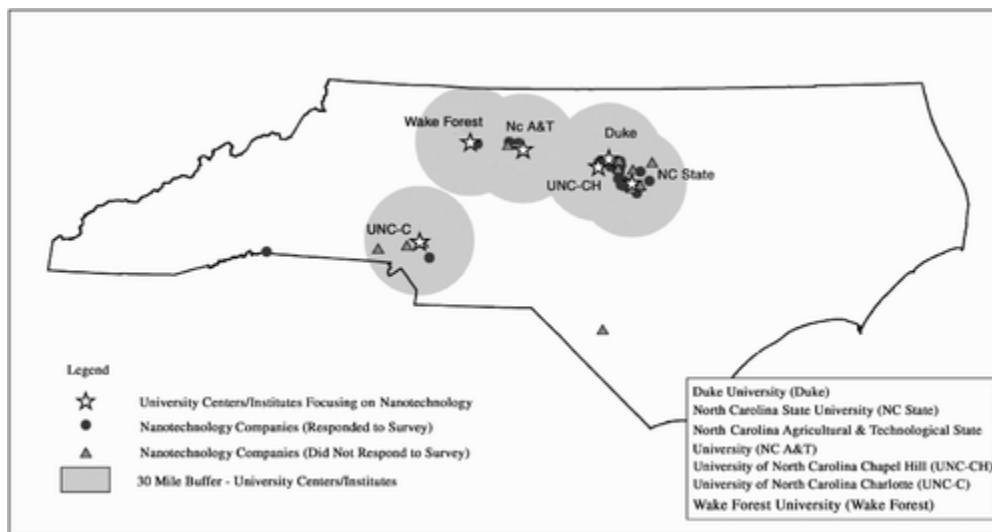 Wake Forest
Nc A&T
Duke
UNC-CH
NC State
UNC-C
Legend
University Centers/Institutes Focusing on Nanotechnology
Nanotechnology Companies (Responded to Survey)
Nanotechnology Companies (Did Not Respond to Survey)
30 Mile Buffer - University Centers/Institutes
Duke University (Duke)
North Carolina State University (NC State)
North Carolina Agricultural & Technological State
University (NC A&T)
University of North Carolina Chapel Hill (UNC-CH)
University of North Carolina Charlotte (UNC-C)
Wake Forest University (Wake Forest)